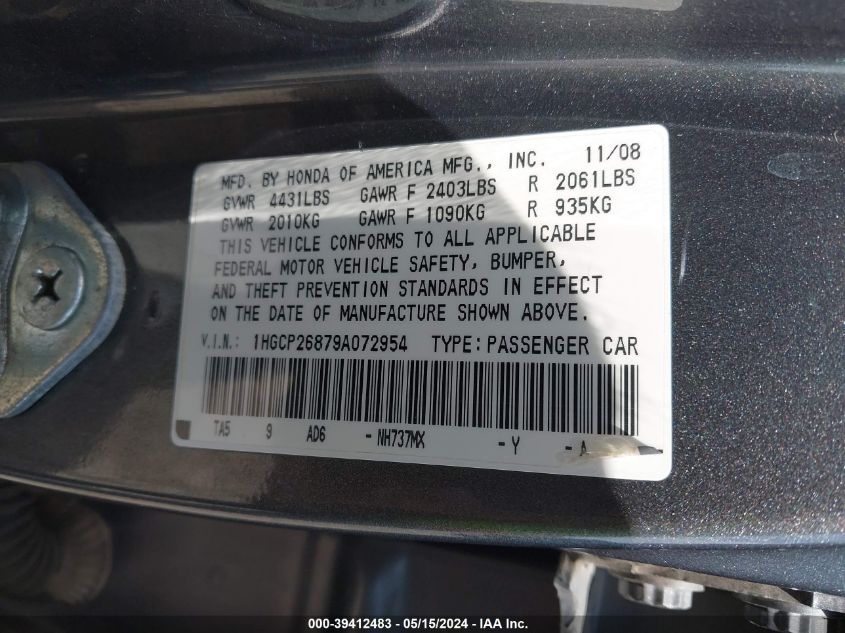 MFD. BY HONDA OF AMERICA MFG., INC. 11/08
GVWR 4431LBS GAWR F 2403LBS R 2061LBS
GVWR 2010KG GAWR F 1090KG R 935KG
THIS VEHICLE CONFORMS TO ALL APPLICABLE
FEDERAL MOTOR VEHICLE SAFETY, BUMPER,
AND THEFT PREVENTION STANDARDS IN EFFECT
ON THE DATE OF MANUFACTURE SHOWN ABOVE.
V.I.N.: 1HGCP26879A072954 TYPE:PASSENGER CAR
TA5 9 AD6 -NH737MX -Y -A
000-39412483 - 05/15/2024 - IAA Inc.